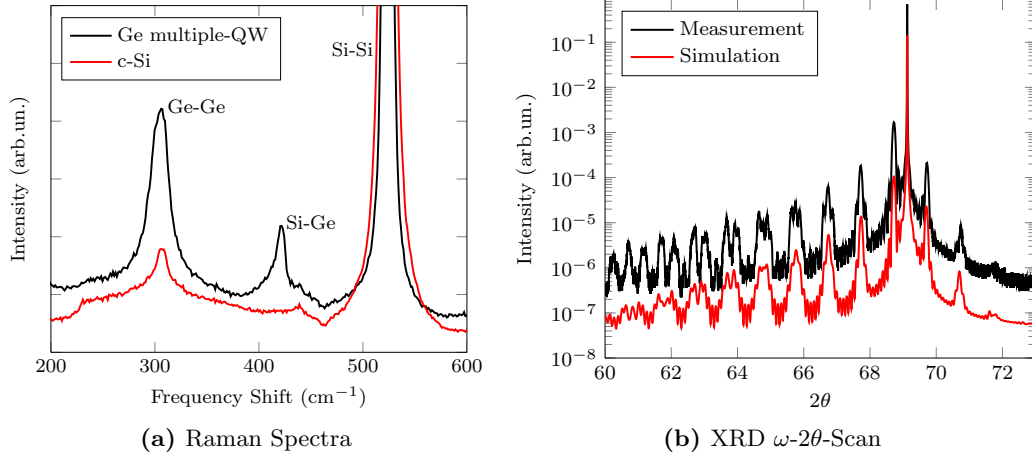 Ge multiple-QW
c-Si
Si-Si
Ge-Ge
Si-Ge
Intensity (arb.un.)
200 300 400 500 600
Frequency Shift (cm⁻¹)
(a) Raman Spectra
Measurement
Simulation
Intensity (arb.un.)
10⁻¹
10⁻²
10⁻³
10⁻⁴
10⁻⁵
10⁻⁶
10⁻⁷
10⁻⁸
60 62 64 66 68 70 72
2θ
(b) XRD ω-2θ-Scan